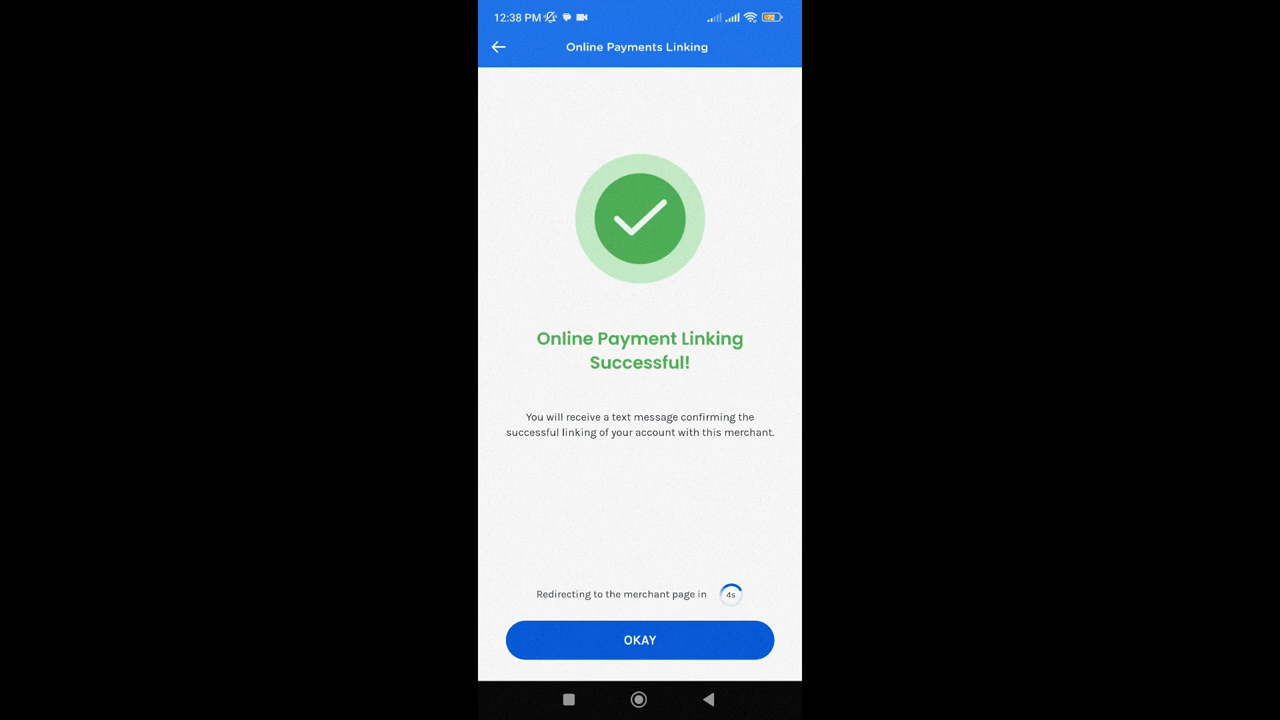 12:38 PM
72
Online Payments Linking
Online Payment Linking
Successful!
You will receive a text message confirming the
successful linking of your account with this merchant.
Redirecting to the merchant page in 4s
OKAY